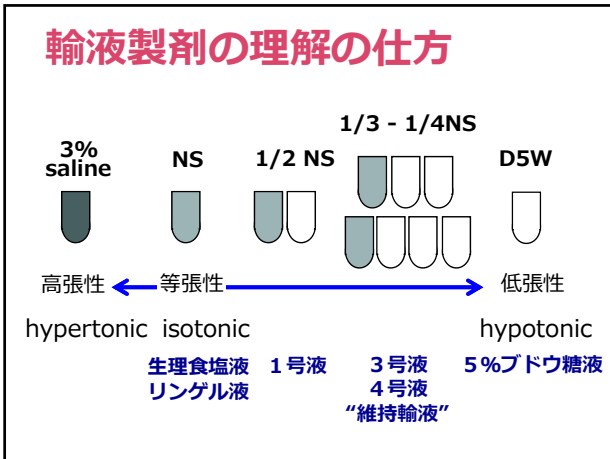 輸液製剤の理解の仕方
1/3 - 1/4NS
3%
saline
NS
1/2 NS
D5W
高張性
等張性
低張性
hypertonic
isotonic
hypotonic
生理食塩液
リンゲル液
1号液
3号液
4号液
“維持輸液”
5%ブドウ糖液